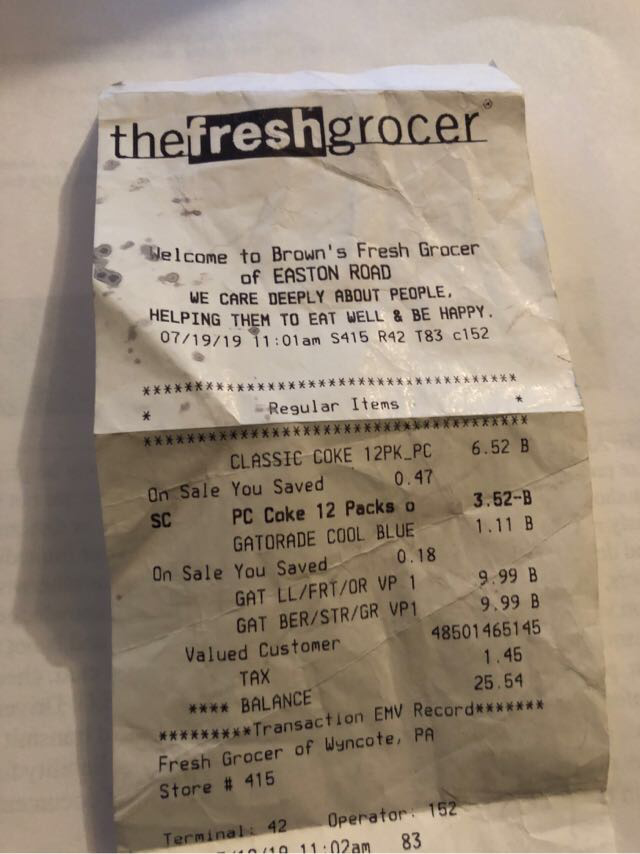 thefreshgrocer®
Welcome to Brown's Fresh Grocer
of EASTON ROAD
WE CARE DEEPLY ABOUT PEOPLE,
HELPING THEM TO EAT WELL & BE HAPPY.
07/19/19 11:01am S415 R42 T83 c152
****************************************
* Regular Items *
****************************************
CLASSIC COKE 12PK_PC 6.52 B
On Sale You Saved 0.47
SC PC Coke 12 Packs o 3.52-B
GATORADE COOL BLUE 1.11 B
On Sale You Saved 0.18
GAT LL/FRT/OR VP 1 9.99 B
GAT BER/STR/GR VP1 9.99 B
Valued Customer 48501465145
TAX 1.45
**** BALANCE 25.54
*********Transaction EMV Record*******
Fresh Grocer of Wyncote, PA
Store # 415
Terminal: 42 Operator: 152
11:02am 83